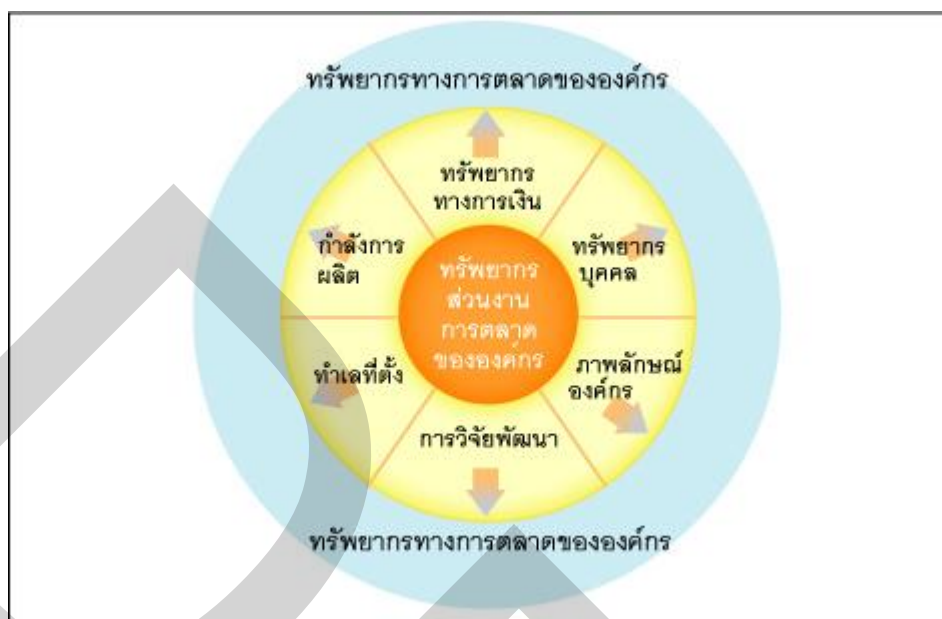 ทรัพยากรทางการตลาดขององค์กร
ทรัพยากร
ทางการเงิน
กำลังการ
ผลิต
ทรัพยากร
บุคคล
ทรัพยากร
ส่วนงาน
การตลาด
ขององค์กร
ทำเลที่ตั้ง
ภาพลักษณ์
องค์กร
การวิจัยพัฒนา
ทรัพยากรทางการตลาดขององค์กร